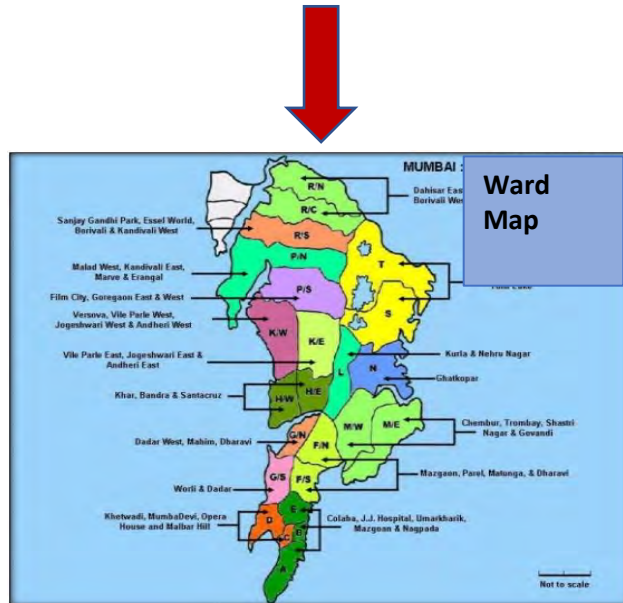 MUMBAI :
Ward
Map
R/N
Dahisar Eas
Borivali Wes
R/C
Sanjay Gandhi Park, Essel World,
Borivali & Kandivali West
R/S
P/N
T
Malad West, Kandivali East,
Marve & Erangal
P/S
Film City, Goregaon East & West
S
Versova, Vile Parle West,
Jogeshwari West & Andheri West
K/W
K/E
Kurla & Nehru Nagar
Vile Parle East, Jogeshwari East &
Andheri East
L
N
Ghatkopar
Khar, Bandra & Santacruz
H/W
H/E
M/W
M/E
Chembur, Trombay, Shastri
Nagar & Govandi
G/N
F/N
Dadar West, Mahim, Dharavi
Mazgaon, Parel, Matunga, & Dharavi
G/S
F/S
Worli & Dadar
Khetwadi, MumbaDevi, Opera
House and Malbar Hill
E
D
B
C
Colaba, J.J. Hospital, Umarkharik,
Mazgoan & Nagpada
A
Not to scale